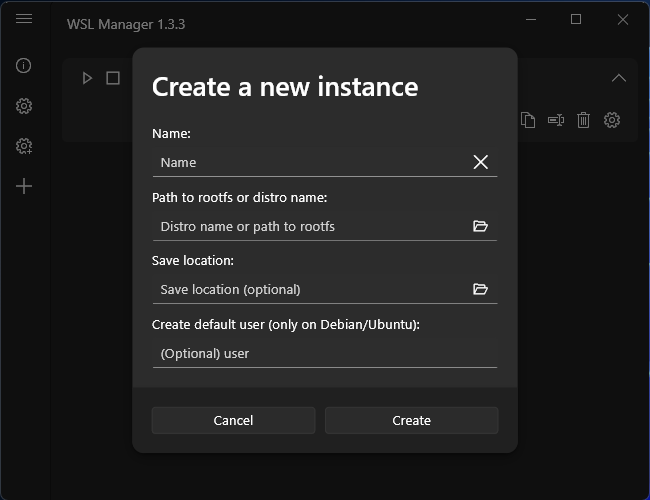 WSL Manager 1.3.3
Create a new instance
Name:
Name
Path to rootfs or distro name:
Distro name or path to rootfs
Save location:
Save location (optional)
Create default user (only on Debian/Ubuntu):
(Optional) user
Cancel
Create